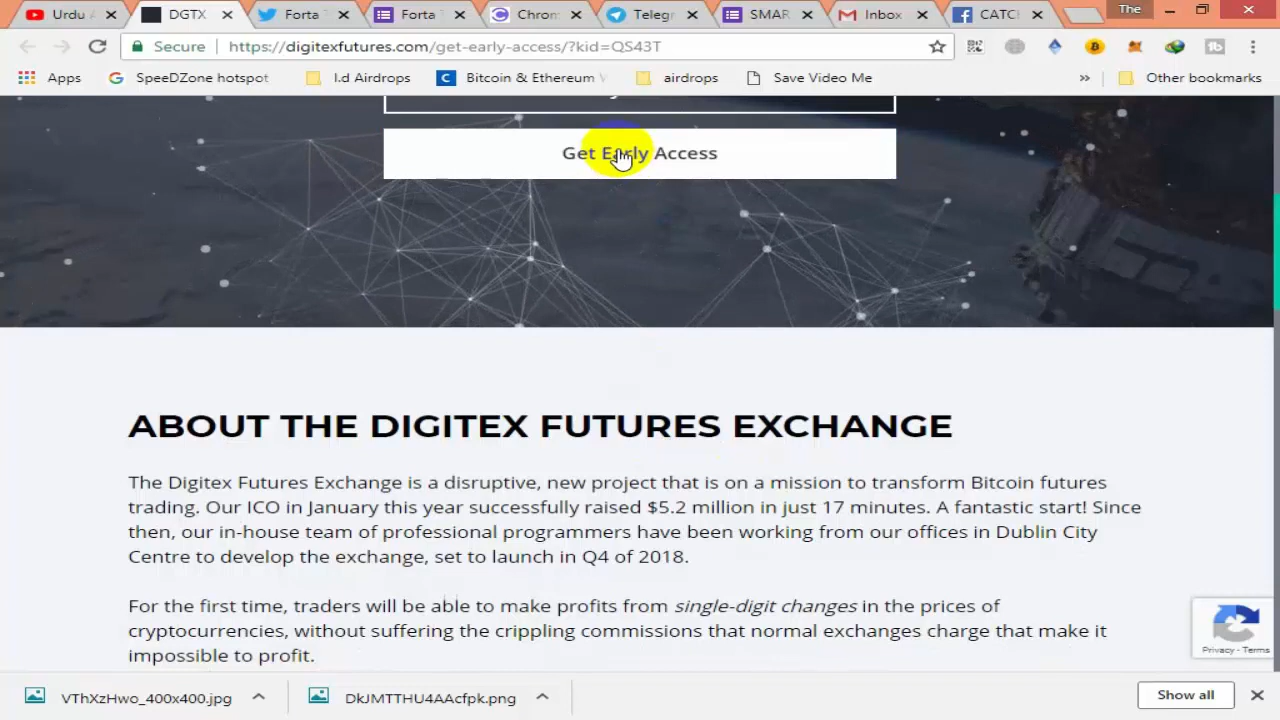 Urdu A
DGTX
Forta T
Forta T
Chrom
Telegr
SMAR
Inbox
CATCH
The
Secure
https://digitexfutures.com/get-early-access/?kid=QS43T
Apps
SpeeDZone hotspot
I.d Airdrops
Bitcoin & Ethereum
airdrops
Save Video Me
»
Other bookmarks
Get Early Access
ABOUT THE DIGITEX FUTURES EXCHANGE
The Digitex Futures Exchange is a disruptive, new project that is on a mission to transform Bitcoin futures
trading. Our ICO in January this year successfully raised $5.2 million in just 17 minutes. A fantastic start! Since
then, our in-house team of professional programmers have been working from our offices in Dublin City
Centre to develop the exchange, set to launch in Q4 of 2018.
For the first time, traders will be able to make profits from single-digit changes in the prices of
cryptocurrencies, without suffering the crippling commissions that normal exchanges charge that make it
impossible to profit.
Privacy - Terms
VThXzHwo_400x400.jpg
DkJMTTHU4AAcfpk.png
Show all